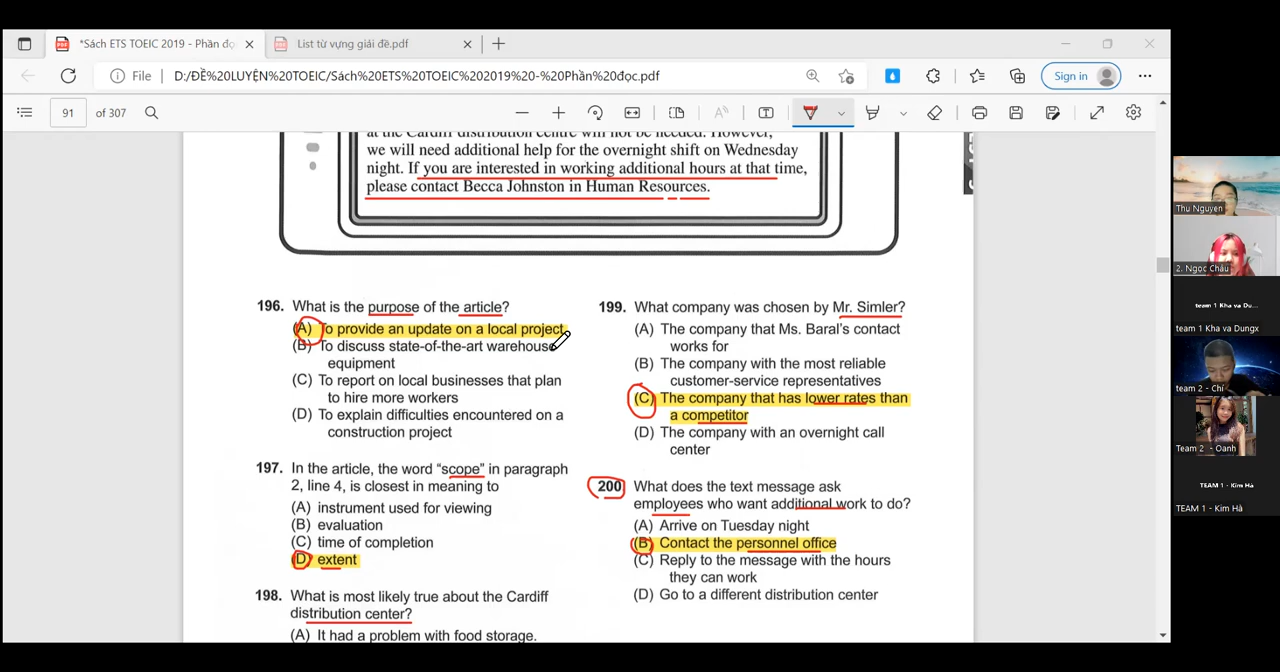 *Sách ETS TOEIC 2019 - Phần đọ
List từ vựng giải đề.pdf
File
D:/ĐỀ%20LUYỆN%20TOEIC/Sách%20ETS%20TOEIC%202019%20-%20Phần%20đọc.pdf
Sign in
91
of 307
at the Cardiff distribution centre will not be needed. However,
we will need additional help for the overnight shift on Wednesday
night. If you are interested in working additional hours at that time,
please contact Becca Johnston in Human Resources.
196. What is the purpose of the article?
(A) To provide an update on a local project
(B) To discuss state-of-the-art warehouse
equipment
(C) To report on local businesses that plan
to hire more workers
(D) To explain difficulties encountered on a
construction project
197. In the article, the word “scope” in paragraph
2, line 4, is closest in meaning to
(A) instrument used for viewing
(B) evaluation
(C) time of completion
(D) extent
198. What is most likely true about the Cardiff
distribution center?
(A) It had a problem with food storage.
199. What company was chosen by Mr. Simler?
(A) The company that Ms. Baral’s contact
works for
(B) The company with the most reliable
customer-service representatives
(C) The company that has lower rates than
a competitor
(D) The company with an overnight call
center
200. What does the text message ask
employees who want additional work to do?
(A) Arrive on Tuesday night
(B) Contact the personnel office
(C) Reply to the message with the hours
they can work
(D) Go to a different distribution center
Thu Nguyen
2. Ngọc Châu
team 1 Kha va Du...
team 1 Kha va Dungx
team 2 - Chí
Team 2 - Oanh
TEAM 1 - Kim Hà
TEAM 1 - Kim Hà